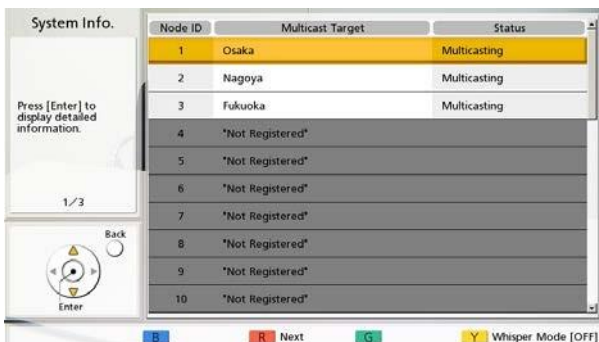 System Info.
Node ID Multicast Target Status
1 Osaka Multicasting
2 Nagoya Multicasting
3 Fukuoka Multicasting
4 "Not Registered"
5 "Not Registered"
6 "Not Registered"
7 "Not Registered"
8 "Not Registered"
9 "Not Registered"
10 "Not Registered"
Press [Enter] to
display detailed
information.
1/3
Back
Enter
B R Next G Y Whisper Mode [OFF]